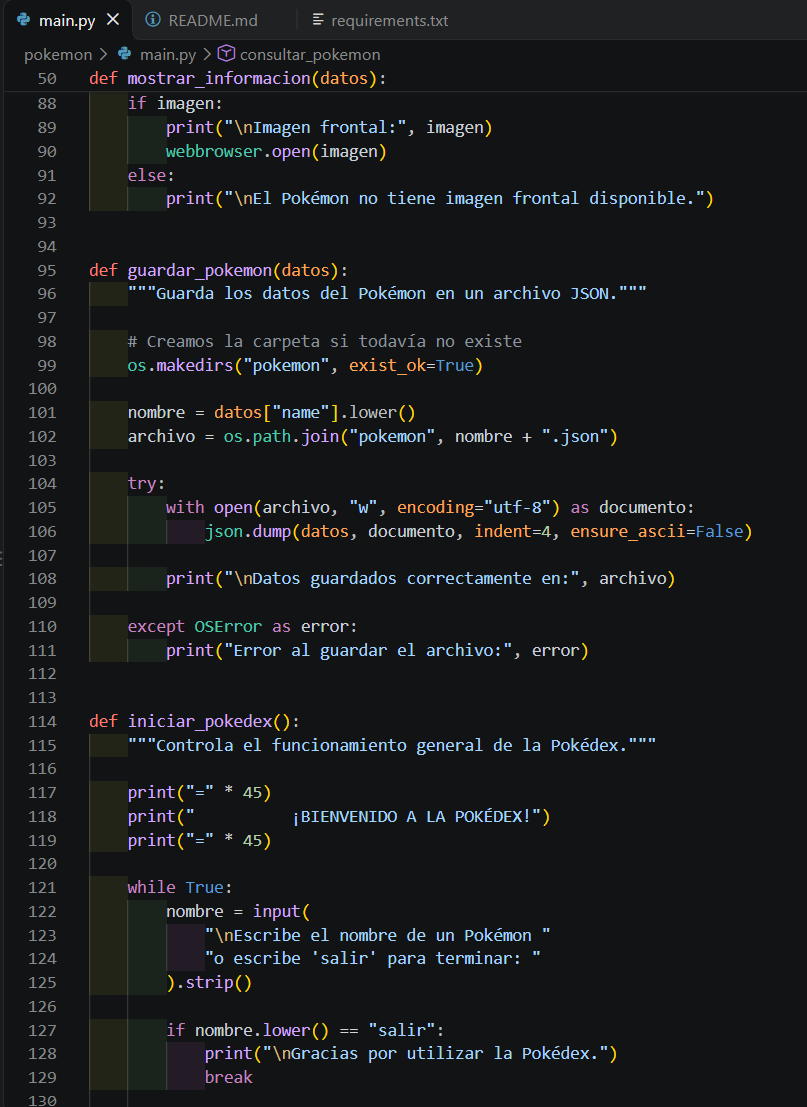 main.py × README.md requirements.txt
pokemon > main.py > consultar_pokemon
50 def mostrar_informacion(datos):
88 if imagen:
89 print("\nImagen frontal:", imagen)
90 webbrowser.open(imagen)
91 else:
92 print("\nEl Pokémon no tiene imagen frontal disponible.")
93
94
95 def guardar_pokemon(datos):
96 """Guarda los datos del Pokémon en un archivo JSON."""
97
98 # Creamos la carpeta si todavía no existe
99 os.makedirs("pokemon", exist_ok=True)
100
101 nombre = datos["name"].lower()
102 archivo = os.path.join("pokemon", nombre + ".json")
103
104 try:
105 with open(archivo, "w", encoding="utf-8") as documento:
106 json.dump(datos, documento, indent=4, ensure_ascii=False)
107
108 print("\nDatos guardados correctamente en:", archivo)
109
110 except OSError as error:
111 print("Error al guardar el archivo:", error)
112
113
114 def iniciar_pokedex():
115 """Controla el funcionamiento general de la Pokédex."""
116
117 print("=" * 45)
118 print("          ¡BIENVENIDO A LA POKÉDEX!")
119 print("=" * 45)
120
121 while True:
122 nombre = input(
123 "\nEscribe el nombre de un Pokémon "
124 "o escribe 'salir' para terminar: "
125 ).strip()
126
127 if nombre.lower() == "salir":
128 print("\nGracias por utilizar la Pokédex.")
129 break
130